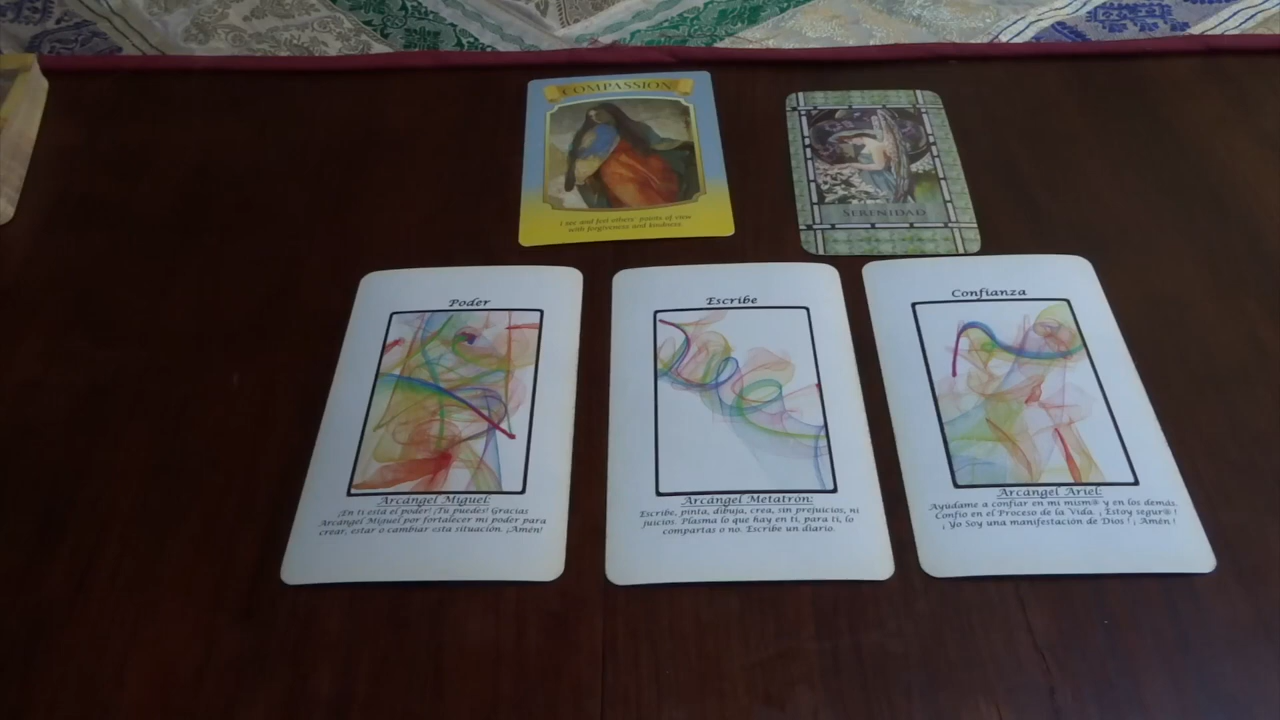 COMPASSION
I see and feel others' points of view
with forgiveness and kindness.
SERENIDAD
Poder
Arcángel Miguel:
¡En ti está el poder! ¡Tu puedes! Gracias
Arcángel Miguel por fortalecer mi poder para
crear, estar o cambiar esta situación. ¡Amén!
Escribe
Arcángel Metatrón:
Escribe, pinta, dibuja, crea, sin prejuicios, ni
juicios. Plasma lo que hay en ti, para ti, lo
compartas o no. Escribe un diario.
Confianza
Arcángel Ariel:
Ayúdame a confiar en mi mism@ y en los demás.
Confío en el Proceso de la Vida. ¡ Estoy segur@ !
¡ Yo Soy una manifestación de Dios ! ¡ Amén !